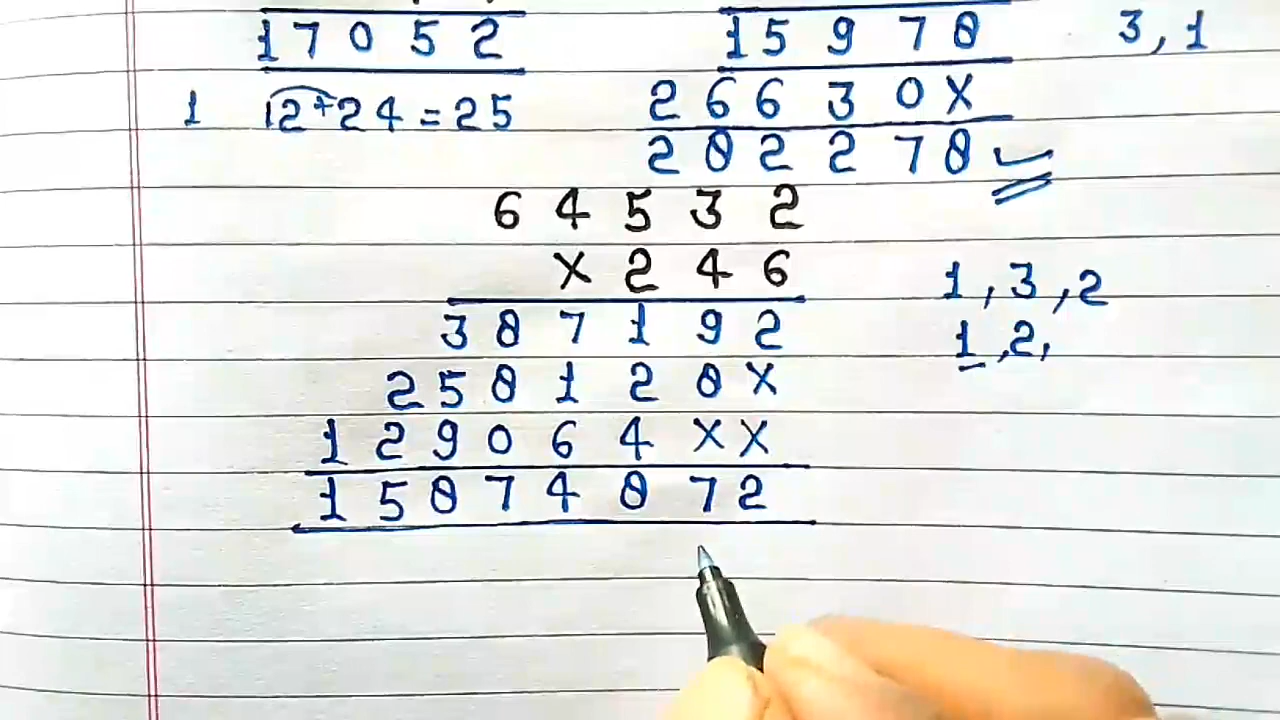 17052
1 12+24=25
15978 3,1
26630X
282278
64532
X246
387192 1,3,2
258128X 1,2,
129064XX
15874872